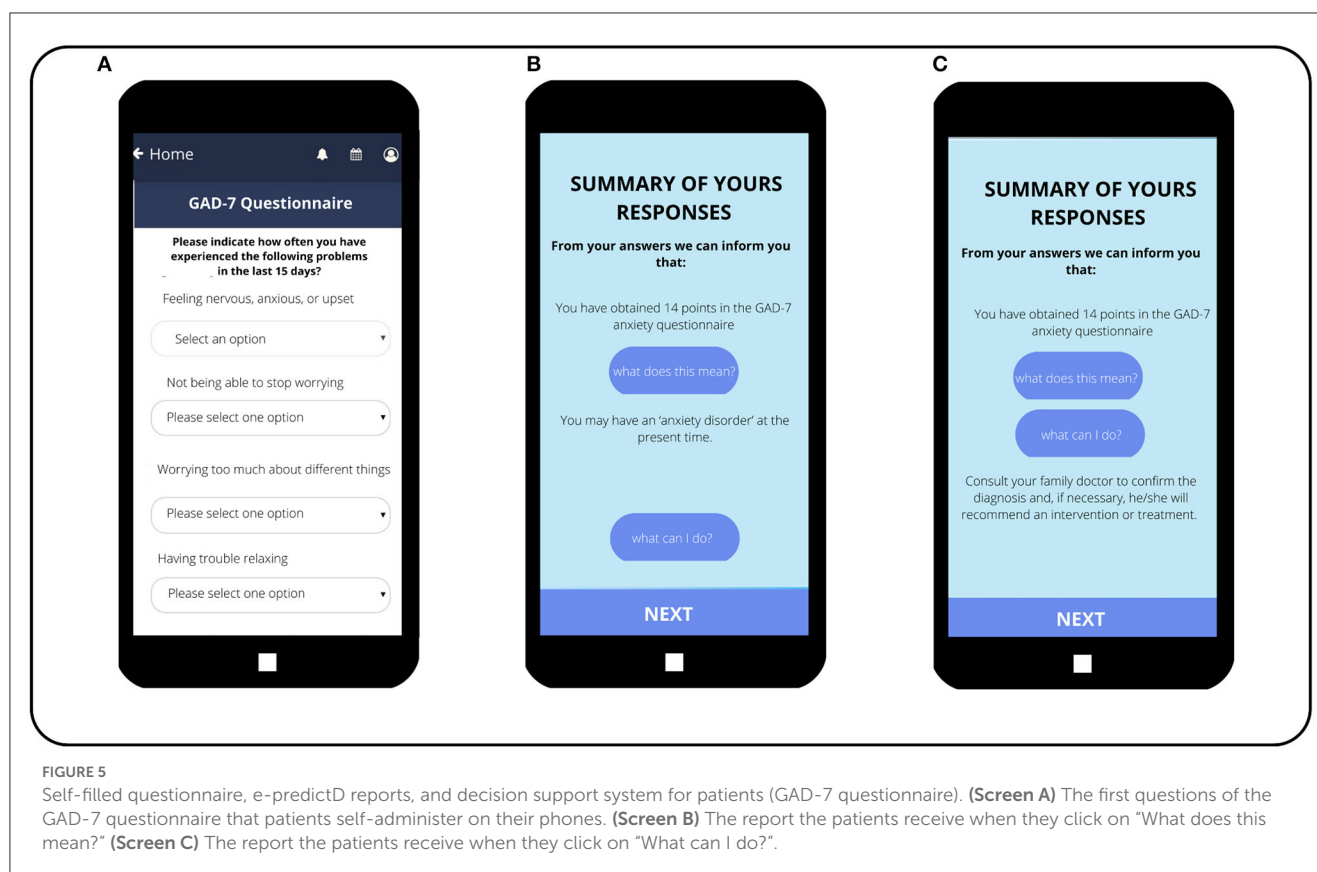 A
← Home
GAD-7 Questionnaire
Please indicate how often you have
experienced the following problems
in the last 15 days?
Feeling nervous, anxious, or upset
Select an option
Not being able to stop worrying
Please select one option
Worrying too much about different things
Please select one option
Having trouble relaxing
Please select one option
B
SUMMARY OF YOURS
RESPONSES
From your answers we can inform you
that:
You have obtained 14 points in the GAD-7
anxiety questionnaire
what does this mean?
You may have an ‘anxiety disorder’ at the
present time.
what can I do?
NEXT
C
SUMMARY OF YOURS
RESPONSES
From your answers we can inform you
that:
You have obtained 14 points in the GAD-7
anxiety questionnaire
what does this mean?
what can I do?
Consult your family doctor to confirm the
diagnosis and, if necessary, he/she will
recommend an intervention or treatment.
NEXT
FIGURE 5
Self-filled questionnaire, e-predictD reports, and decision support system for patients (GAD-7 questionnaire). (Screen A) The first questions of the
GAD-7 questionnaire that patients self-administer on their phones. (Screen B) The report the patients receive when they click on “What does this
mean?” (Screen C) The report the patients receive when they click on “What can I do?”.